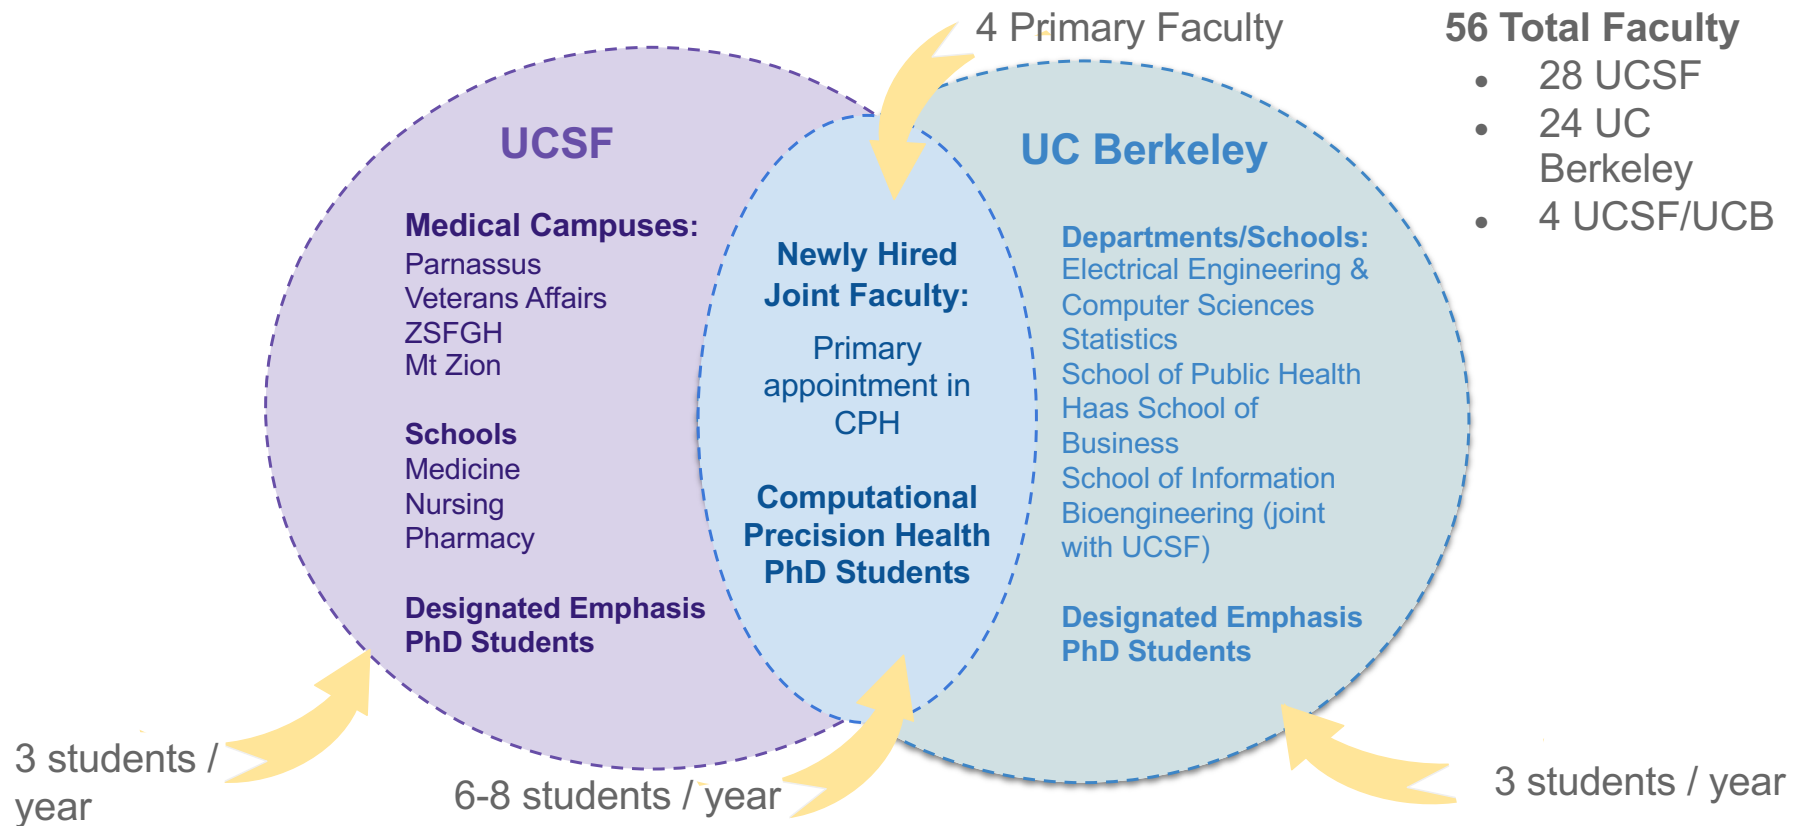 4 Primary Faculty
56 Total Faculty
• 28 UCSF
• 24 UC
Berkeley
• 4 UCSF/UCB
UCSF
Medical Campuses:
Parnassus
Veterans Affairs
ZSFGH
Mt Zion
Schools
Medicine
Nursing
Pharmacy
Designated Emphasis
PhD Students
Newly Hired
Joint Faculty:
Primary
appointment in
CPH
Computational
Precision Health
PhD Students
UC Berkeley
Departments/Schools:
Electrical Engineering &
Computer Sciences
Statistics
School of Public Health
Haas School of
Business
School of Information
Bioengineering (joint
with UCSF)
Designated Emphasis
PhD Students
3 students /
year
6-8 students / year
3 students / year